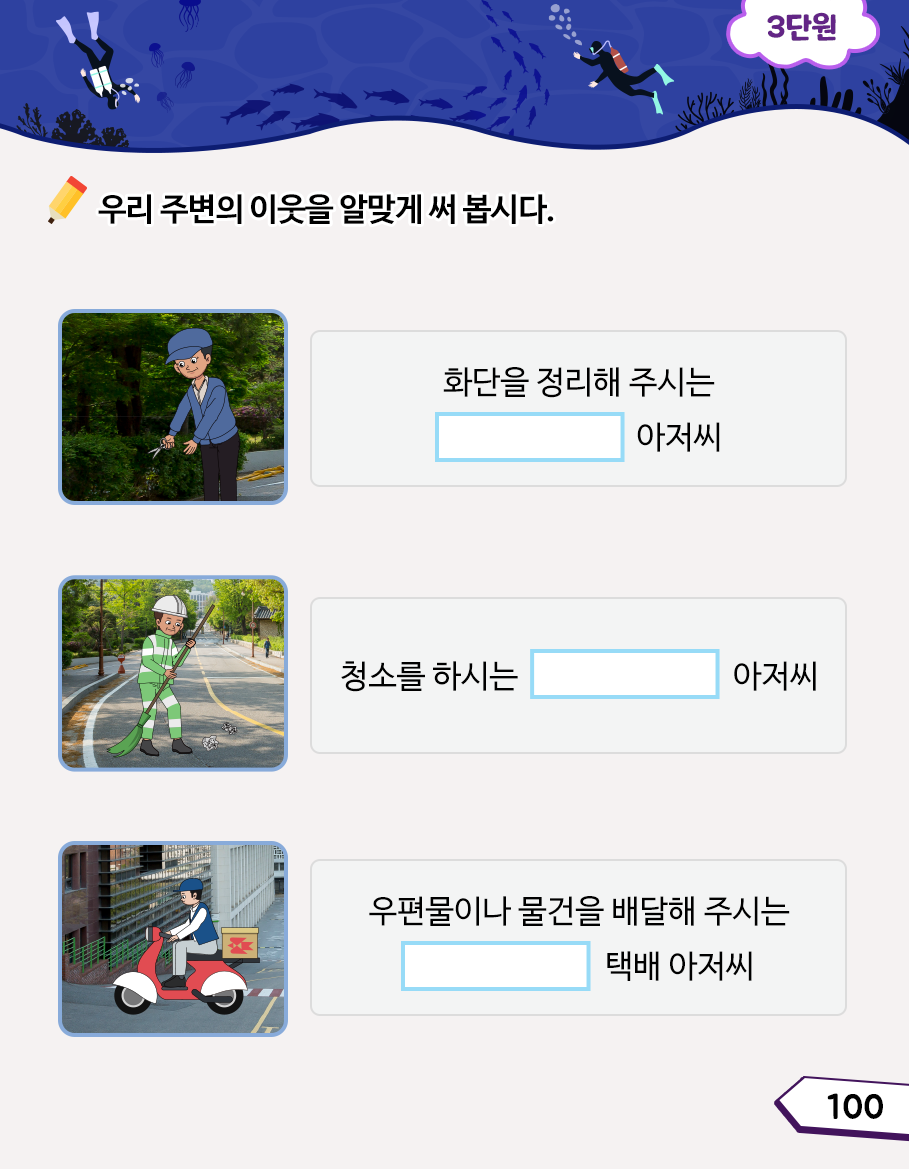 3단원
우리 주변의 이웃을 알맞게 써 봅시다.
화단을 정리해 주시는
아저씨
청소를 하시는 아저씨
우편물이나 물건을 배달해 주시는
택배 아저씨
100